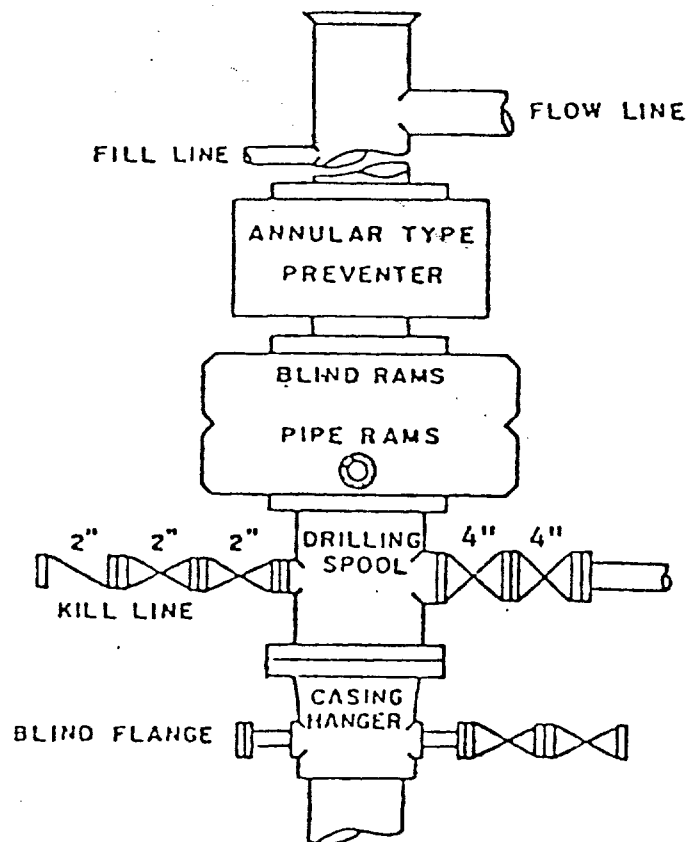 FLOW LINE
FILL LINE
ANNULAR TYPE
PREVENTER
BLIND RAMS
PIPE RAMS
2" 2" 2"
DRILLING
SPOOL
4" 4"
KILL LINE
CASING
HANGER
BLIND FLANGE